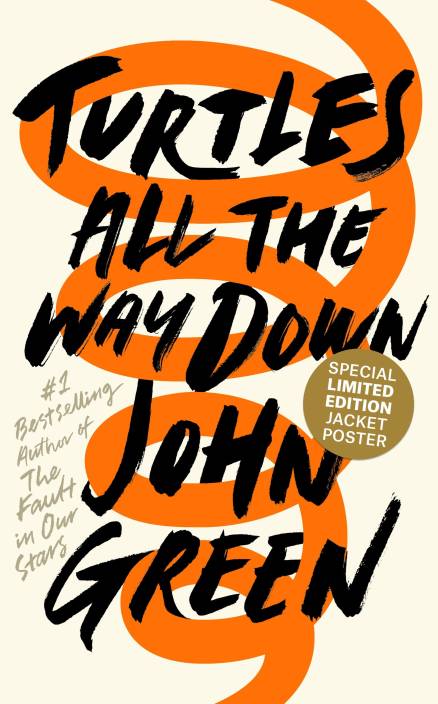 TURTLES
ALL THE
WAY DOWN
JOHN
GREEN
#1
Bestselling
Author of
The
Fault
in Our
Stars
SPECIAL
LIMITED
EDITION
JACKET
POSTER